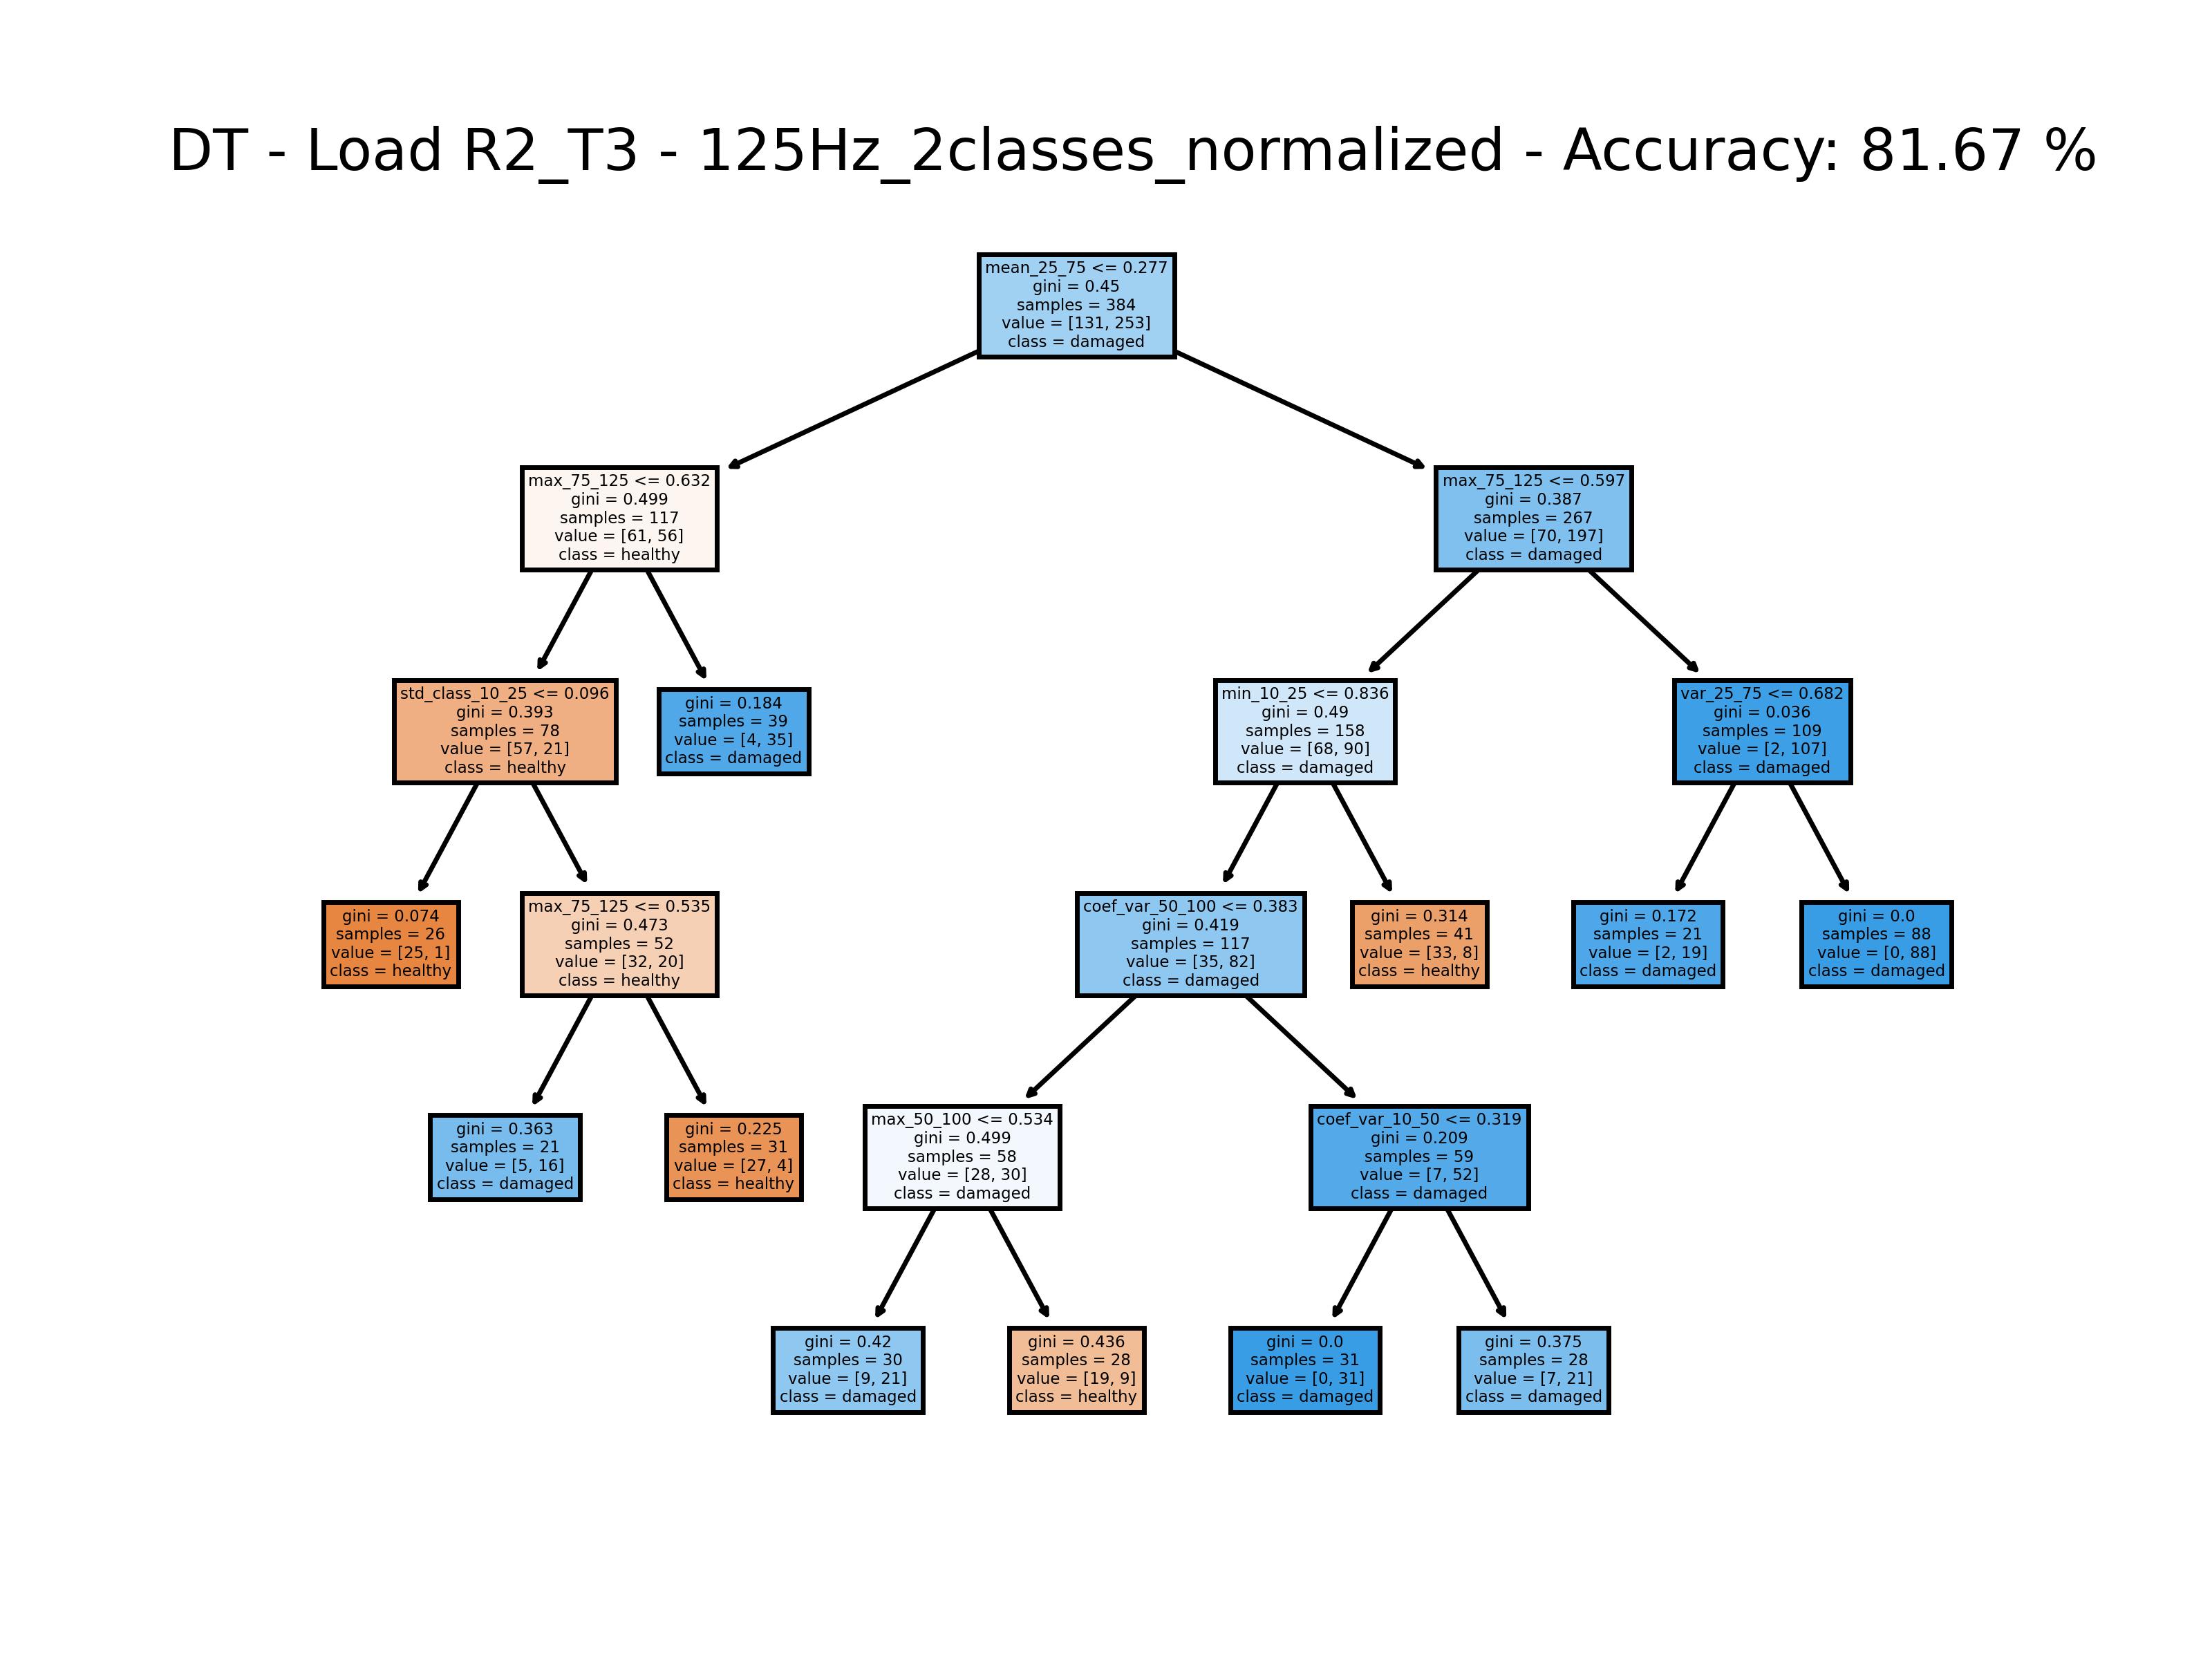 DT - Load R2_T3 - 125Hz_2classes_normalized - Accuracy: 81.67 %
mean_25_75 <= 0.277
gini = 0.45
samples = 384
value = [131, 253]
class = damaged
max_75_125 <= 0.632
gini = 0.499
samples = 117
value = [61, 56]
class = healthy
max_75_125 <= 0.597
gini = 0.387
samples = 267
value = [70, 197]
class = damaged
std_class_10_25 <= 0.096
gini = 0.393
samples = 78
value = [57, 21]
class = healthy
gini = 0.184
samples = 39
value = [4, 35]
class = damaged
min_10_25 <= 0.836
gini = 0.49
samples = 158
value = [68, 90]
class = damaged
var_25_75 <= 0.682
gini = 0.036
samples = 109
value = [2, 107]
class = damaged
gini = 0.074
samples = 26
value = [25, 1]
class = healthy
max_75_125 <= 0.535
gini = 0.473
samples = 52
value = [32, 20]
class = healthy
coef_var_50_100 <= 0.383
gini = 0.419
samples = 117
value = [35, 82]
class = damaged
gini = 0.314
samples = 41
value = [33, 8]
class = healthy
gini = 0.172
samples = 21
value = [2, 19]
class = damaged
gini = 0.0
samples = 88
value = [0, 88]
class = damaged
gini = 0.363
samples = 21
value = [5, 16]
class = damaged
gini = 0.225
samples = 31
value = [27, 4]
class = healthy
max_50_100 <= 0.534
gini = 0.499
samples = 58
value = [28, 30]
class = damaged
coef_var_10_50 <= 0.319
gini = 0.209
samples = 59
value = [7, 52]
class = damaged
gini = 0.42
samples = 30
value = [9, 21]
class = damaged
gini = 0.436
samples = 28
value = [19, 9]
class = healthy
gini = 0.0
samples = 31
value = [0, 31]
class = damaged
gini = 0.375
samples = 28
value = [7, 21]
class = damaged